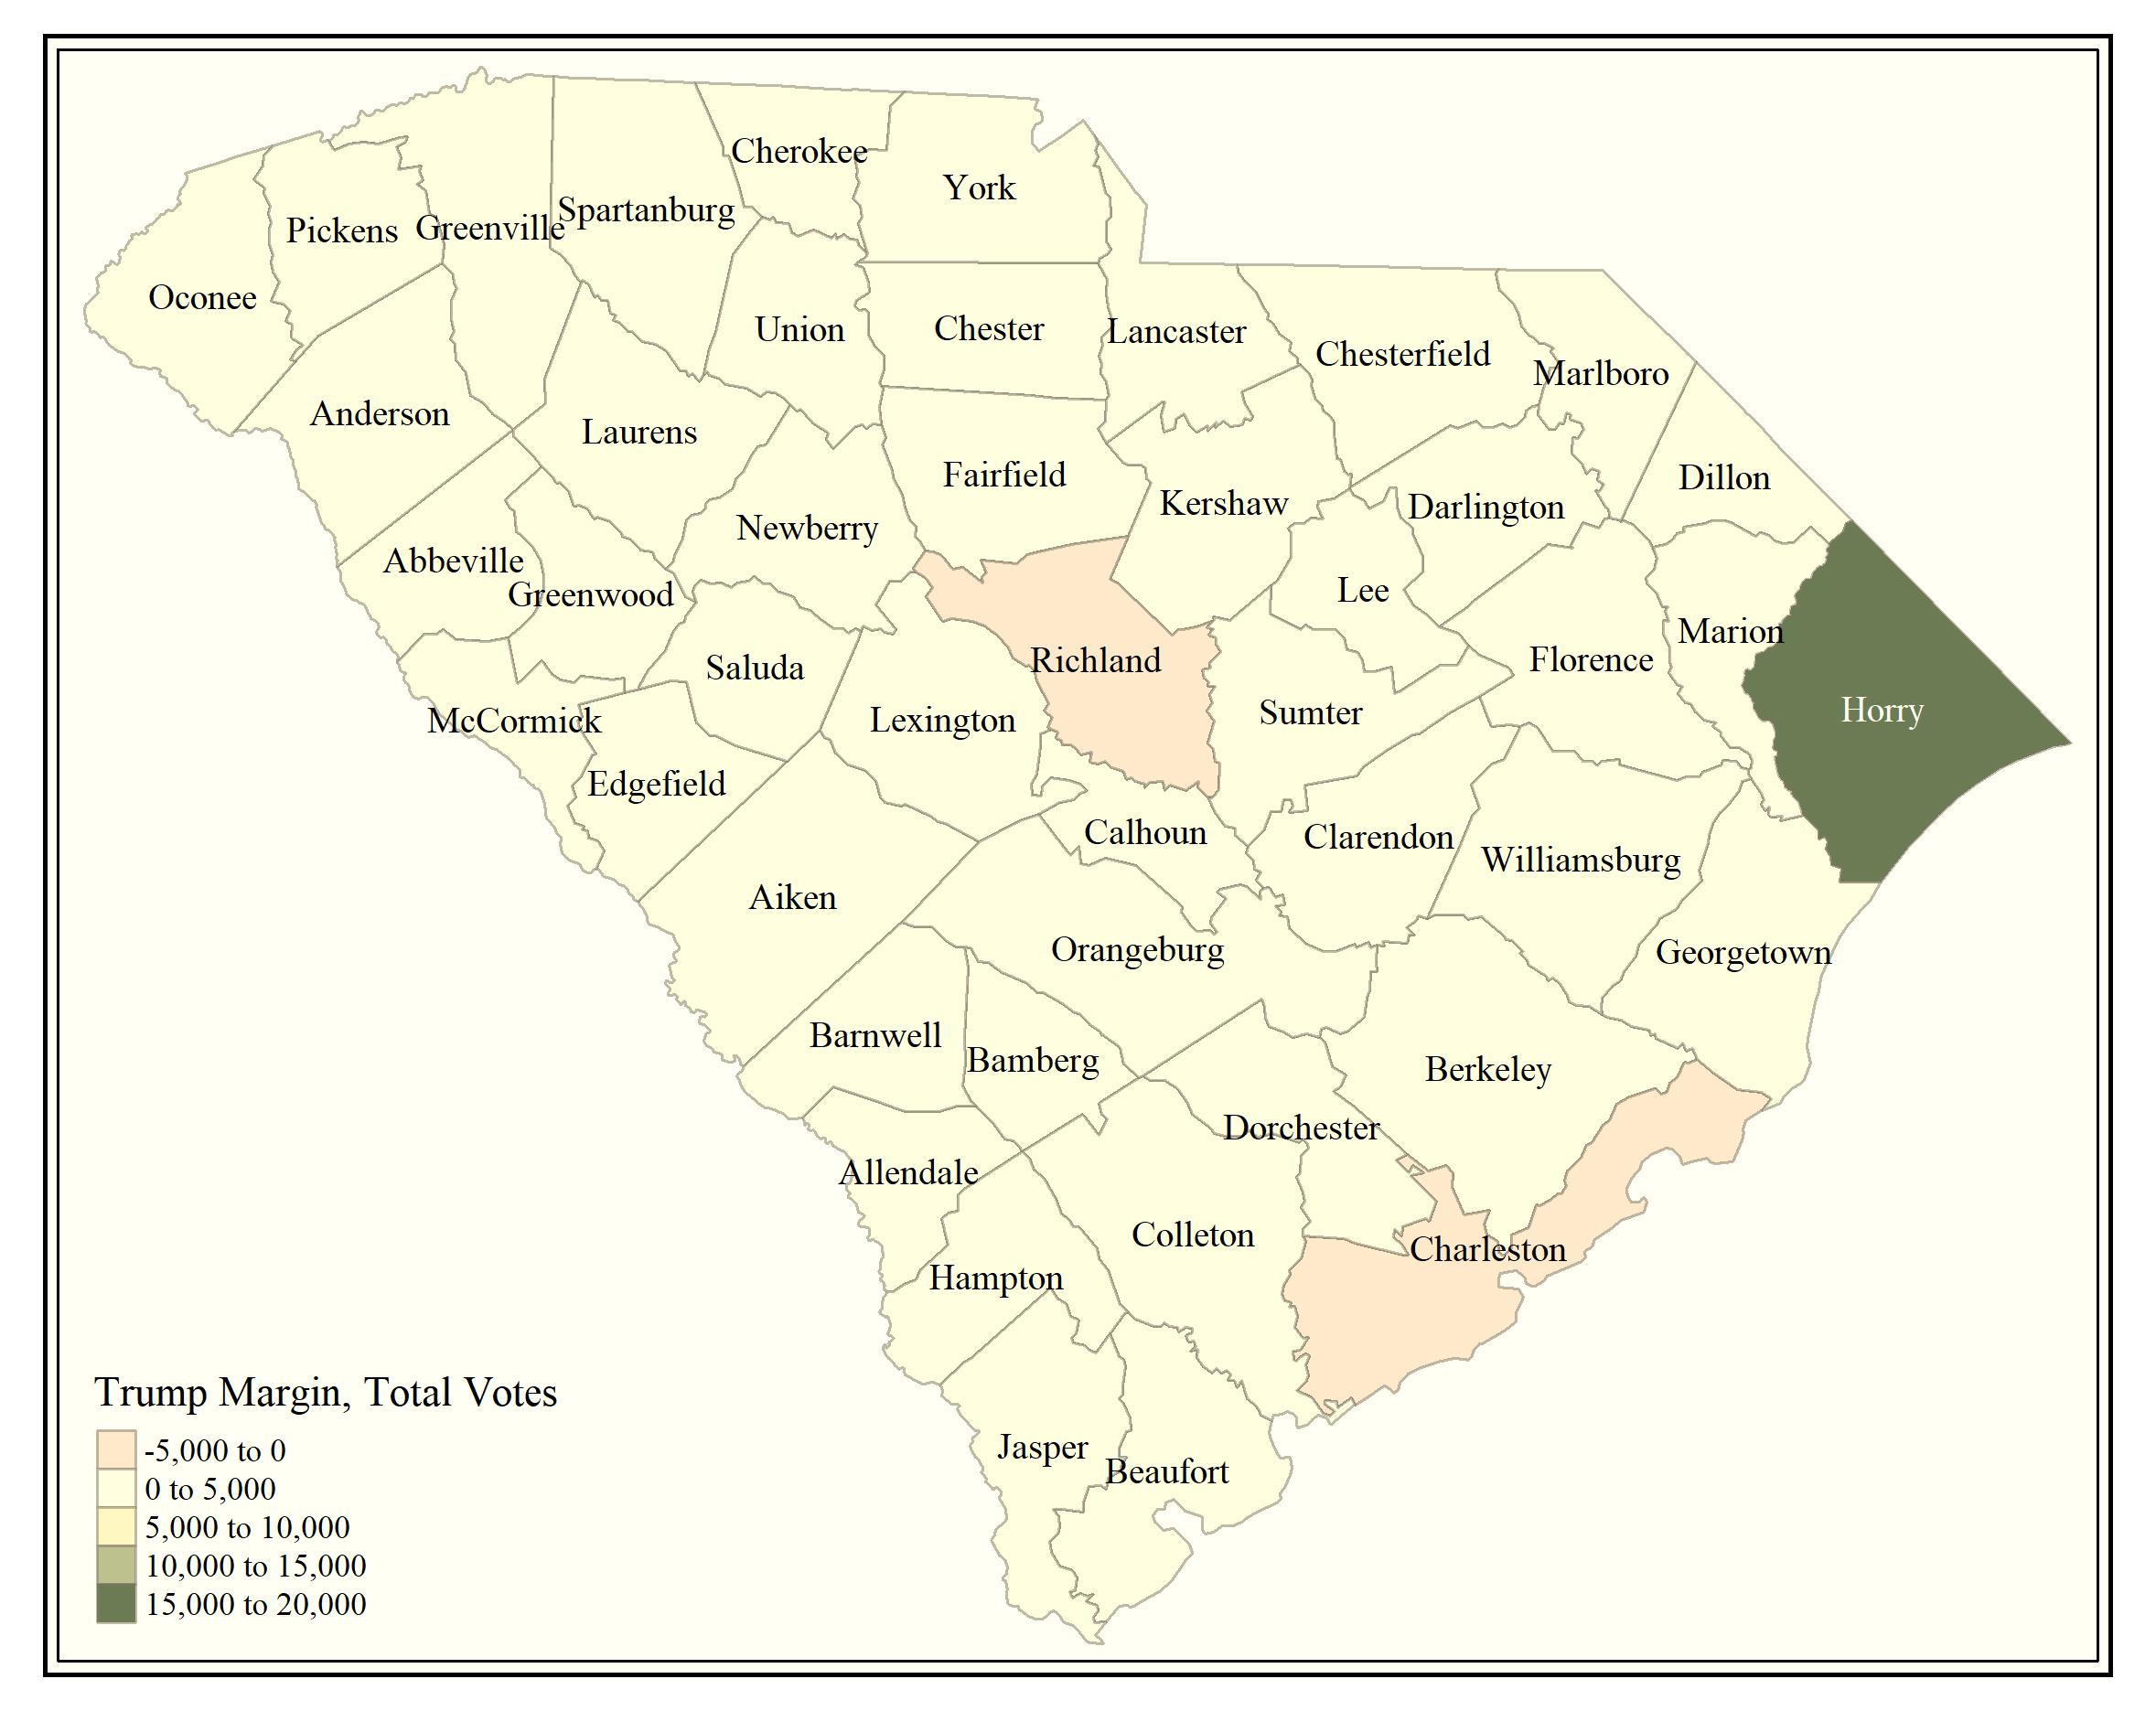 Cherokee
York
Spartanburg
Pickens
Greenville
Oconee
Union
Chester
Lancaster
Chesterfield
Marlboro
Anderson
Laurens
Fairfield
Dillon
Kershaw
Darlington
Newberry
Abbeville
Greenwood
Lee
Marion
Richland
Florence
Saluda
Horry
Sumter
McCormick
Lexington
Edgefield
Calhoun
Clarendon
Williamsburg
Aiken
Orangeburg
Georgetown
Barnwell
Bamberg
Berkeley
Dorchester
Allendale
Colleton
Charleston
Hampton
Jasper
Beaufort
Trump Margin, Total Votes
-5,000 to 0
0 to 5,000
5,000 to 10,000
10,000 to 15,000
15,000 to 20,000